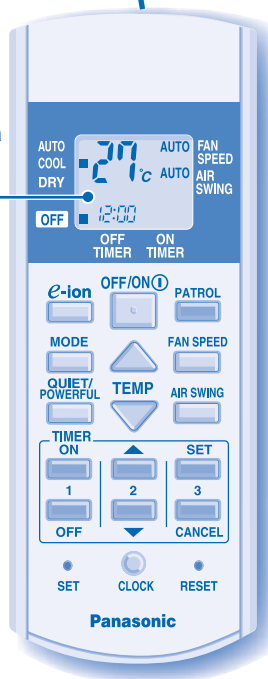 AUTO
COOL
DRY
OFF
27°C
AUTO FAN SPEED
AUTO AIR SWING
12:00
OFF TIMER
ON TIMER
e-ion
OFF/ON
PATROL
MODE
FAN SPEED
QUIET/
POWERFUL
TEMP
AIR SWING
TIMER
ON
SET
1
2
3
OFF
CANCEL
SET
CLOCK
RESET
Panasonic